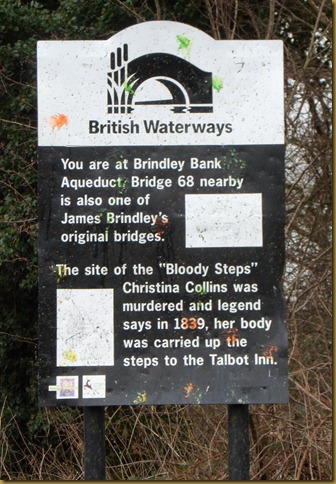 British Waterways
You are at Brindley Bank
Aqueduct Bridge 68 nearby
is also one of
James Brindley's
original bridges.
The site of the "Bloody Steps"
Christina Collins was
murdered and legend
says in 1839, her body
was carried up the
steps to the Talbot Inn.